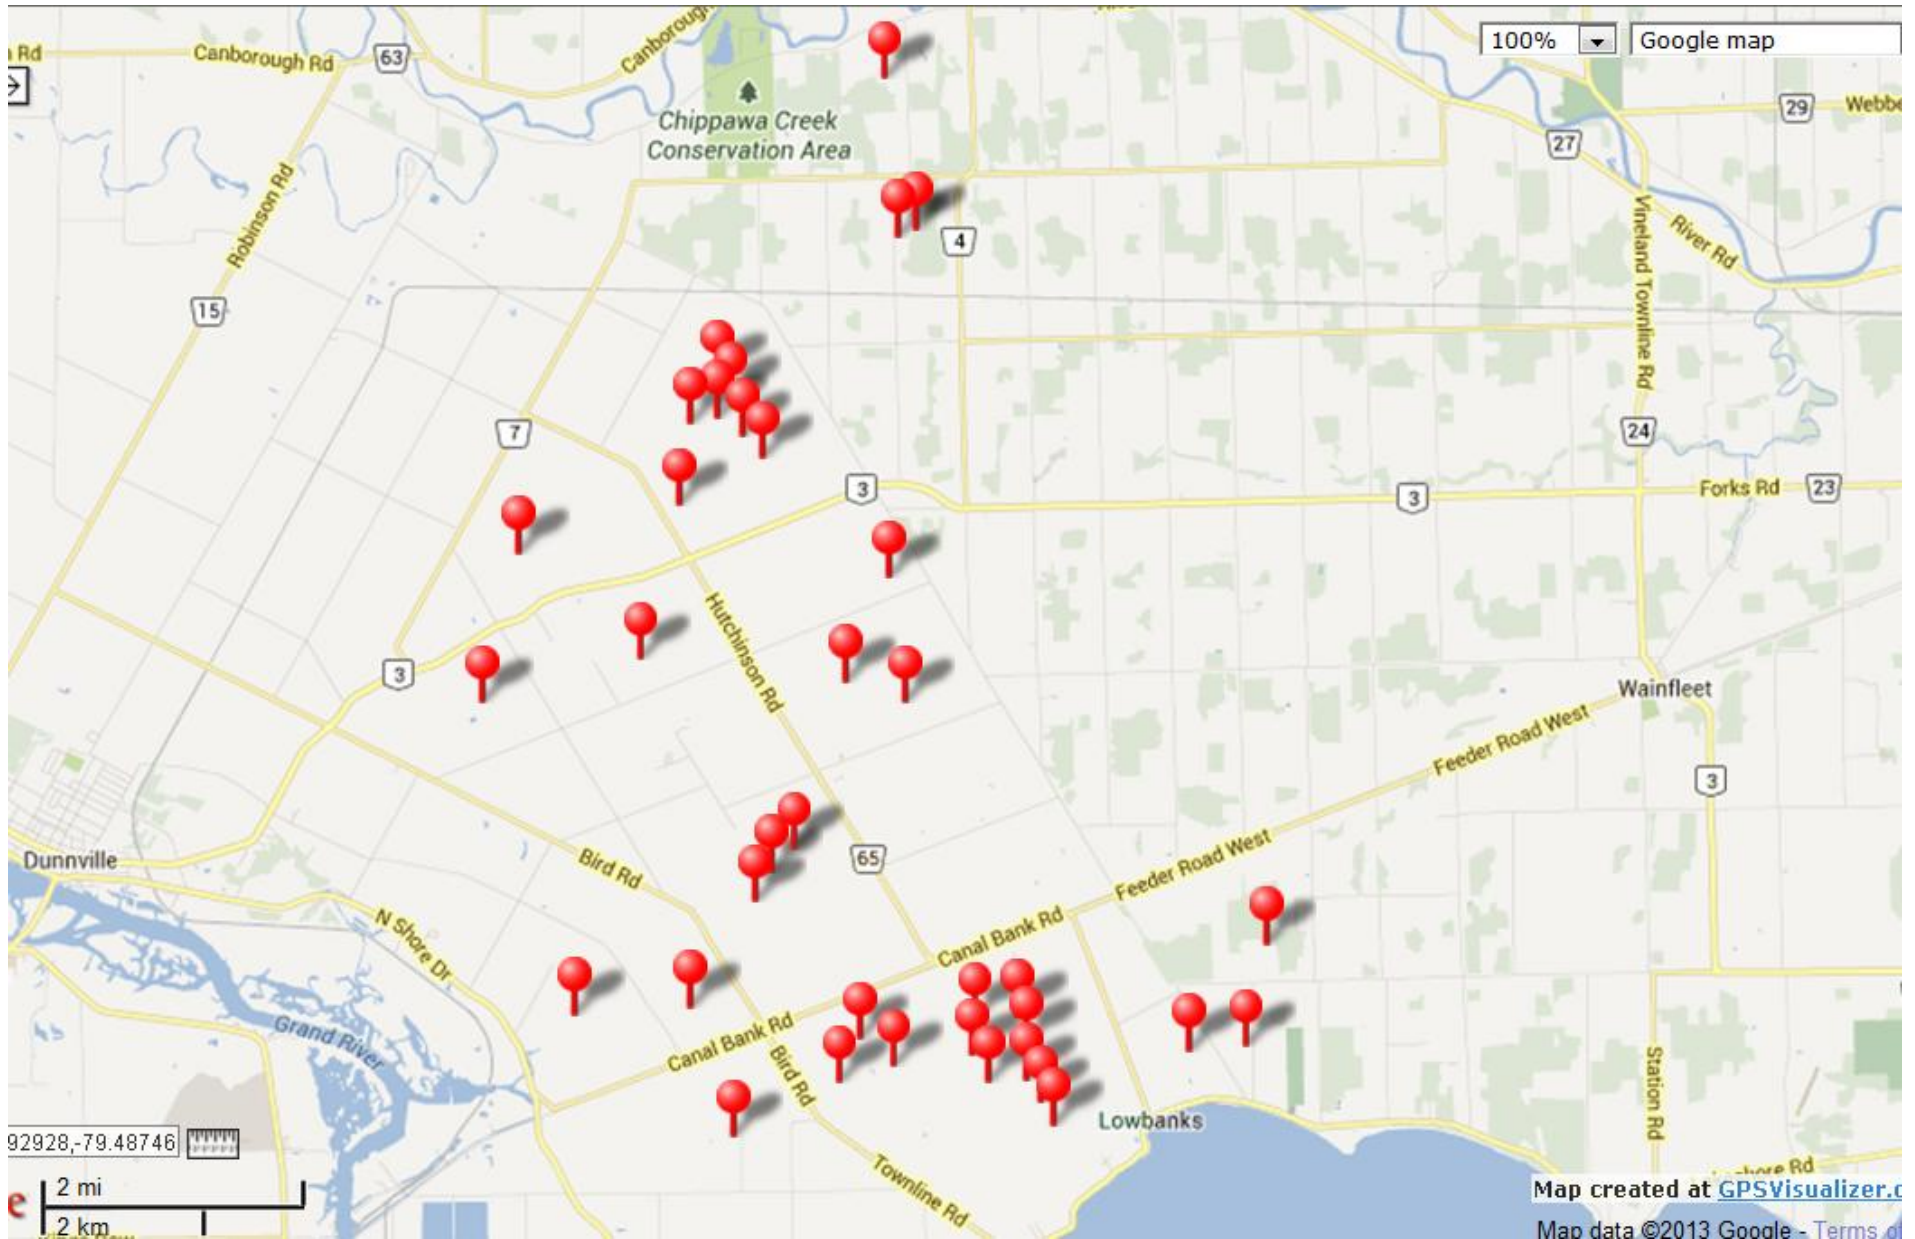 Rd
Canborough Rd
63
Canborough
100%
Google map
29
Webbe
Chippawa Creek
Conservation Area
27
Robinson Rd
4
Vineland Townline Rd
River Rd
15
7
24
3
3
Forks Rd
23
Hutchinson Rd
3
Wainfleet
Feeder Road West
3
Dunnville
Bird Rd
65
Feeder Road West
N Shore Dr
Canal Bank Rd
Grand River
Canal Bank Rd
Bird Rd
Station Rd
Lowbanks
92928,-79.48746
Townline Rd
Rd
2 mi
Map created at GPSVisualizer.c
e
2 km
Map data ©2013 Google - Terms of